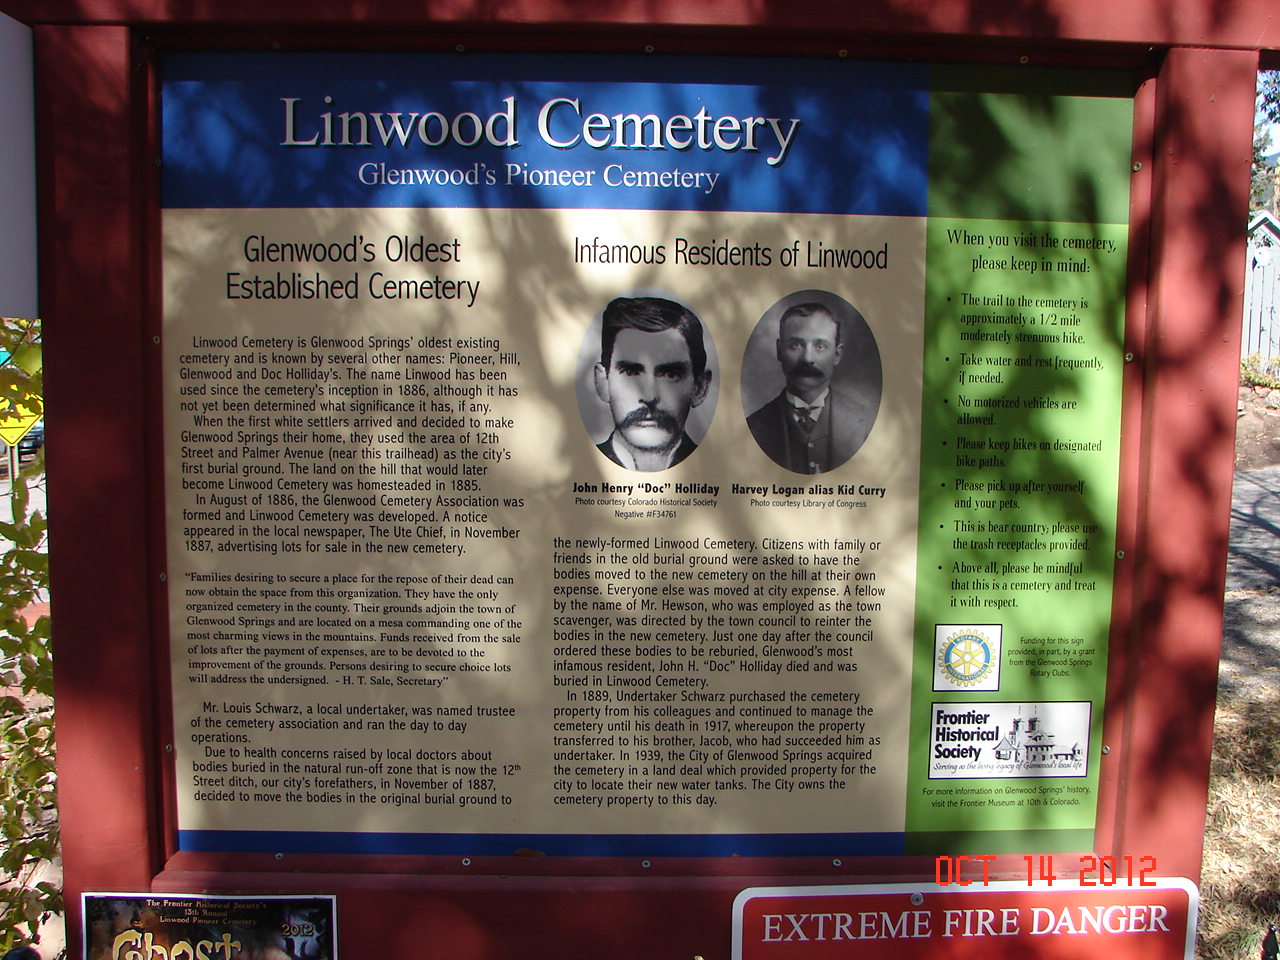 Linwood Cemetery
Glenwood's Pioneer Cemetery
Glenwood's Oldest
Established Cemetery
Linwood Cemetery is Glenwood Springs' oldest existing
cemetery and is known by several other names: Pioneer, Hill,
Glenwood and Doc Holliday's. The name Linwood has been
used since the cemetery's inception in 1886, although it has
not yet been determined what significance it has, if any.
When the first white settlers arrived and decided to make
Glenwood Springs their home, they used the area of 12th
Street and Palmer Avenue (near this trailhead) as the city's
first burial ground. The land on the hill that would later
become Linwood Cemetery was homesteaded in 1885.
In August of 1886, the Glenwood Cemetery Association was
formed and Linwood Cemetery was developed. A notice
appeared in the local newspaper, The Ute Chief, in November
1887, advertising lots for sale in the new cemetery.
"Families desiring to secure a place for the repose of their dead can
now obtain the space from this organization. They have the only
organized cemetery in the county. Their grounds adjoin the town of
Glenwood Springs and are located on a mesa commanding one of the
most charming views in the mountains. Funds received from the sale
of lots after the payment of expenses, are to be devoted to the
improvement of the grounds. Persons desiring to secure choice lots
will address the undersigned. - H. T. Sale, Secretary"
Mr. Louis Schwarz, a local undertaker, was named trustee
of the cemetery association and ran the day to day
operations.
Due to health concerns raised by local doctors about
bodies buried in the natural run-off zone that is now the 12th
Street ditch, our city's forefathers, in November of 1887,
decided to move the bodies in the original burial ground to
Infamous Residents of Linwood
John Henry "Doc" Holliday
Photo courtesy Colorado Historical Society
Negative #F34761
Harvey Logan alias Kid Curry
Photo courtesy Library of Congress
the newly-formed Linwood Cemetery. Citizens with family or
friends in the old burial ground were asked to have the
bodies moved to the new cemetery on the hill at their own
expense. Everyone else was moved at city expense. A fellow
by the name of Mr. Hewson, who was employed as the town
scavenger, was directed by the town council to reinter the
bodies in the new cemetery. Just one day after the council
ordered these bodies to be reburied, Glenwood's most
infamous resident, John H. "Doc" Holliday died and was
buried in Linwood Cemetery.
In 1889, Undertaker Schwarz purchased the cemetery
property from his colleagues and continued to manage the
cemetery until his death in 1917, whereupon the property
transferred to his brother, Jacob, who had succeeded him as
undertaker. In 1939, the City of Glenwood Springs acquired
the cemetery in a land deal which provided property for the
city to locate their new water tanks. The City owns the
cemetery property to this day.
When you visit the cemetery,
please keep in mind:
• The trail to the cemetery is
approximately a 1/2 mile
moderately strenuous hike.
• Take water and rest frequently,
if needed.
• No motorized vehicles are
allowed.
• Please keep bikes on designated
bike paths.
• Please pick up after yourself
and your pets.
• This is bear country; please use
the trash receptacles provided.
• Above all, please be mindful
that this is a cemetery and treat
it with respect.
ROTARY
INTERNATIONAL
Funding for this sign
provided, in part, by a grant
from the Glenwood Springs
Rotary Clubs.
Frontier
Historical
Society
Serving as the living legacy of Glenwood's local life
For more information on Glenwood Springs' history,
visit the Frontier Museum at 10th & Colorado.
OCT 14 2012
The Frontier Historical Society's
13th Annual
Linwood Pioneer Cemetery
2012
Ghost
EXTREME FIRE DANGER